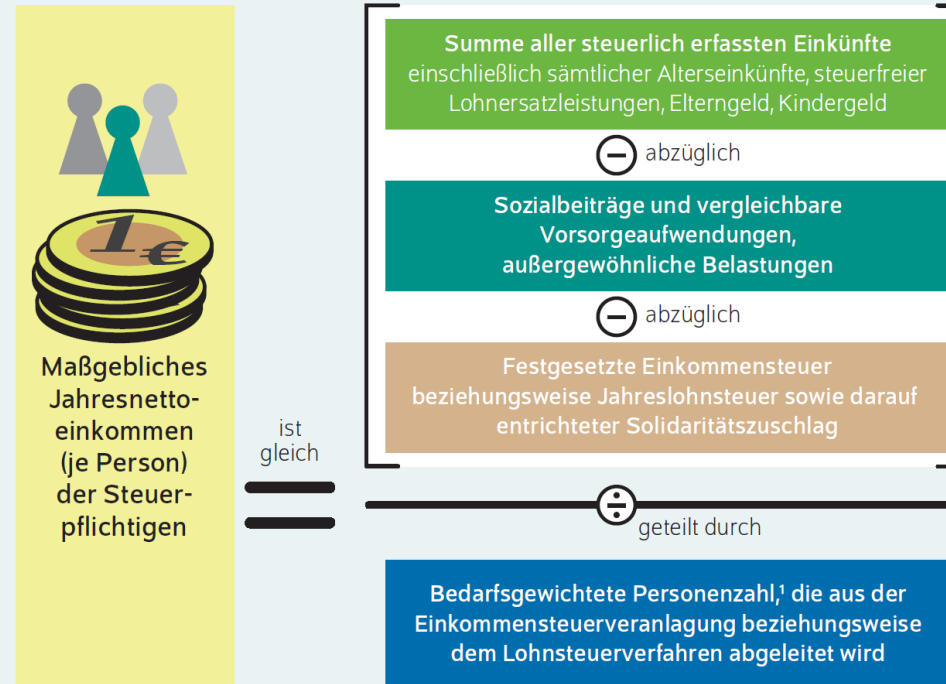 Summe aller steuerlich erfassten Einkünfte
einschließlich sämtlicher Alterseinkünfte, steuerfreier
Lohnersatzleistungen, Elterngeld, Kindergeld
abzüglich
Sozialbeiträge und vergleichbare
Vorsorgeaufwendungen,
außergewöhnliche Belastungen
abzüglich
Festgesetzte Einkommensteuer
beziehungsweise Jahreslohnsteuer sowie darauf
entrichteter Solidaritätszuschlag
1 €
Maßgebliches
Jahresnetto-
einkommen
(je Person)
der Steuer-
pflichtigen
ist
gleich
geteilt durch
Bedarfsgewichtete Personenzahl,¹ die aus der
Einkommensteuerveranlagung beziehungsweise
dem Lohnsteuerverfahren abgeleitet wird